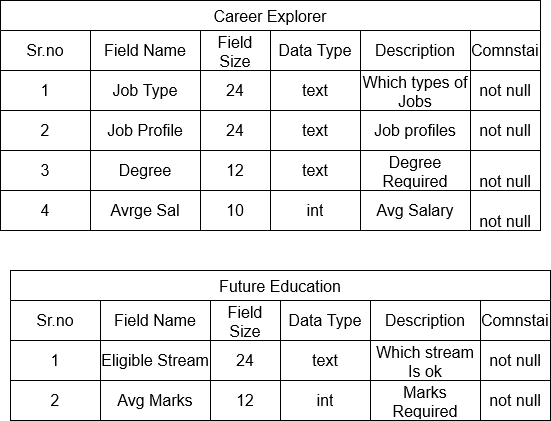 Career Explorer
Sr.no Field Name Field Size Data Type Description Comnstai
1 Job Type 24 text Which types of Jobs not null
2 Job Profile 24 text Job profiles not null
3 Degree 12 text Degree Required not null
4 Avrge Sal 10 int Avg Salary not null
Future Education
Sr.no Field Name Field Size Data Type Description Comnstai
1 Eligible Stream 24 text Which stream Is ok not null
2 Avg Marks 12 int Marks Required not null